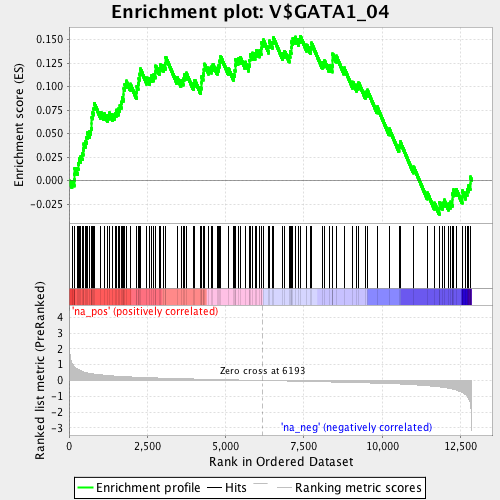 Enrichment plot: V$GATA1_04
Enrichment score (ES)
0.150
0.125
0.100
0.075
0.050
0.025
0.000
-0.025
'na_pos' (positively correlated)
Zero cross at 6193
'na_neg' (negatively correlated)
Ranked list metric (PreRanked)
4
3
2
1
0
-1
-2
-3
0
2,500
5,000
7,500
10,000
12,500
Rank in Ordered Dataset
Enrichment profile
Hits
Ranking metric scores